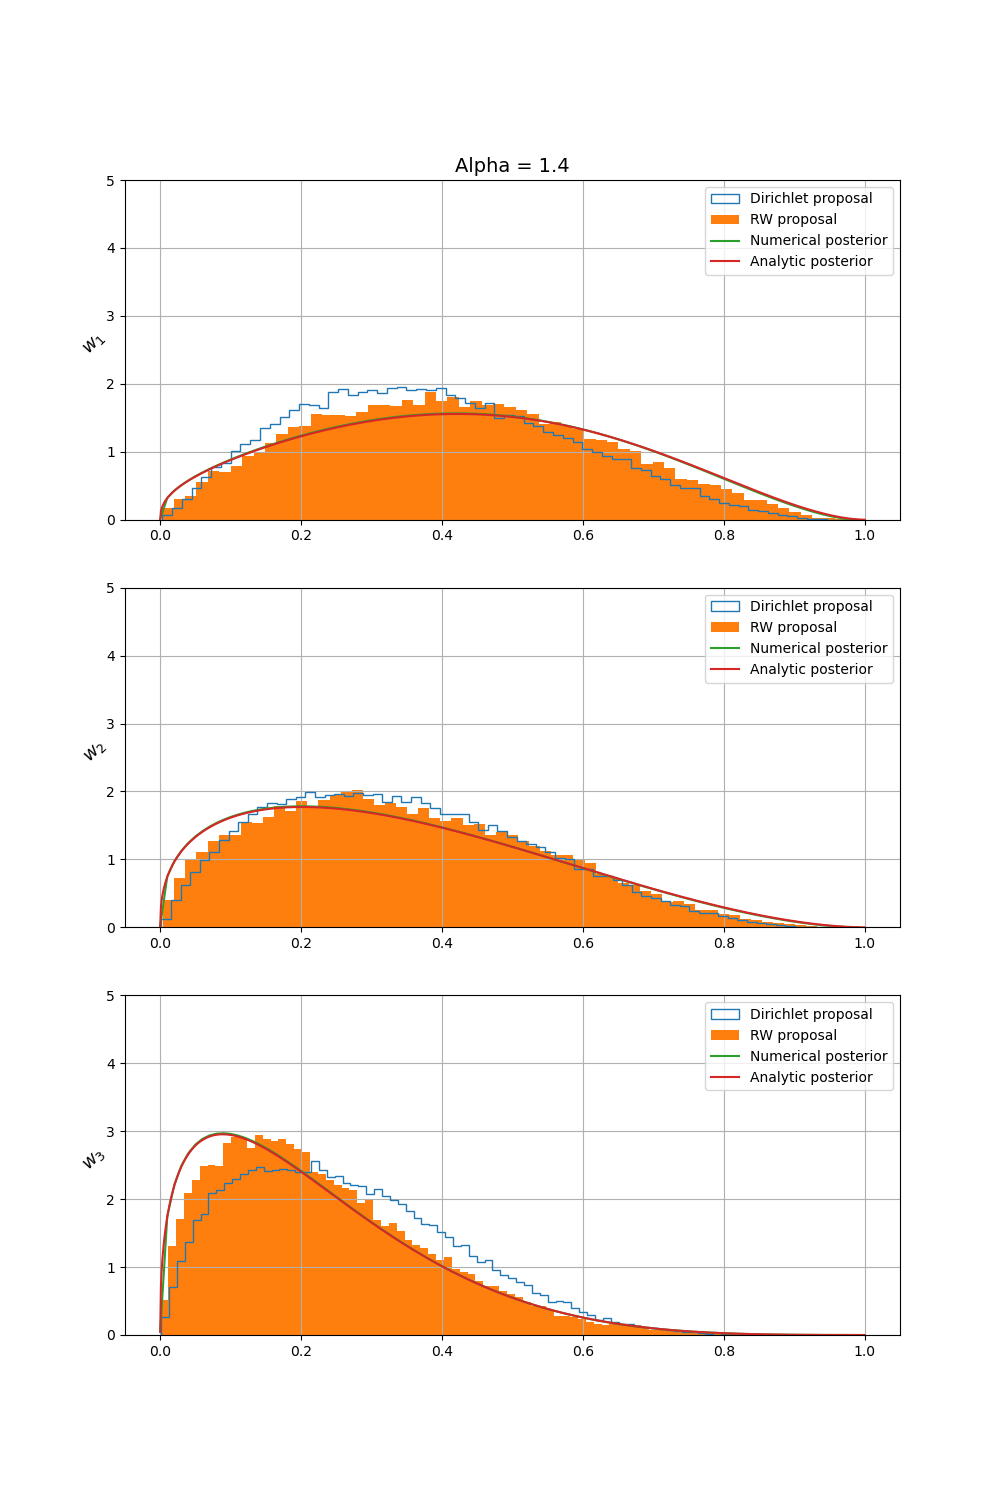 Alpha = 1.4
5
4
3
2
1
0
w₁
Dirichlet proposal
RW proposal
Numerical posterior
Analytic posterior
0.0 0.2 0.4 0.6 0.8 1.0
5
4
3
2
1
0
w₂
Dirichlet proposal
RW proposal
Numerical posterior
Analytic posterior
0.0 0.2 0.4 0.6 0.8 1.0
5
4
3
2
1
0
w₃
Dirichlet proposal
RW proposal
Numerical posterior
Analytic posterior
0.0 0.2 0.4 0.6 0.8 1.0